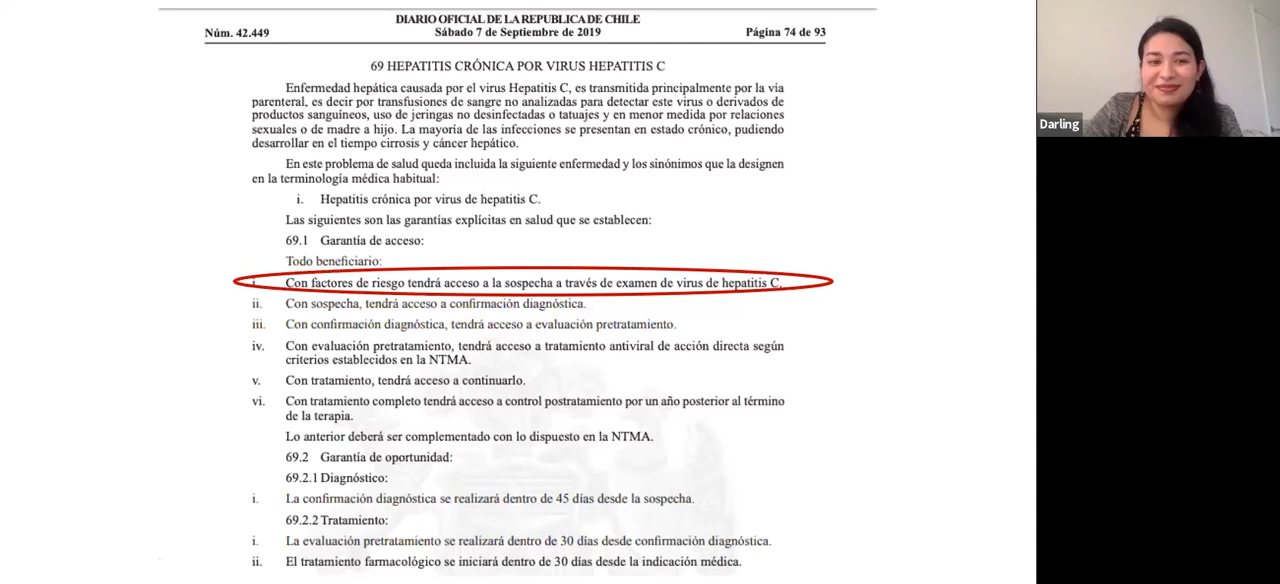 DIARIO OFICIAL DE LA REPUBLICA DE CHILE
Núm. 42.449 Sábado 7 de Septiembre de 2019 Página 74 de 93
69 HEPATITIS CRÓNICA POR VIRUS HEPATITIS C
Enfermedad hepática causada por el virus Hepatitis C, es transmitida principalmente por la vía
parenteral, es decir por transfusiones de sangre no analizadas para detectar este virus o derivados de
productos sanguíneos, uso de jeringas no desinfectadas o tatuajes y en menor medida por relaciones
sexuales o de madre a hijo. La mayoría de las infecciones se presentan en estado crónico, pudiendo
desarrollar en el tiempo cirrosis y cáncer hepático.
En este problema de salud queda incluida la siguiente enfermedad y los sinónimos que la designen
en la terminología médica habitual:
i. Hepatitis crónica por virus de hepatitis C.
Las siguientes son las garantías explícitas en salud que se establecen:
69.1 Garantía de acceso:
Todo beneficiario:
i. Con factores de riesgo tendrá acceso a la sospecha a través de examen de virus de hepatitis C.
ii. Con sospecha, tendrá acceso a confirmación diagnóstica.
iii. Con confirmación diagnóstica, tendrá acceso a evaluación pretratamiento.
iv. Con evaluación pretratamiento, tendrá acceso a tratamiento antiviral de acción directa según
criterios establecidos en la NTMA.
v. Con tratamiento, tendrá acceso a continuarlo.
vi. Con tratamiento completo tendrá acceso a control postratamiento por un año posterior al término
de la terapia.
Lo anterior deberá ser complementado con lo dispuesto en la NTMA.
69.2 Garantía de oportunidad:
69.2.1 Diagnóstico:
i. La confirmación diagnóstica se realizará dentro de 45 días desde la sospecha.
69.2.2 Tratamiento:
i. La evaluación pretratamiento se realizará dentro de 30 días desde confirmación diagnóstica.
ii. El tratamiento farmacológico se iniciará dentro de 30 días desde la indicación médica.
Darling